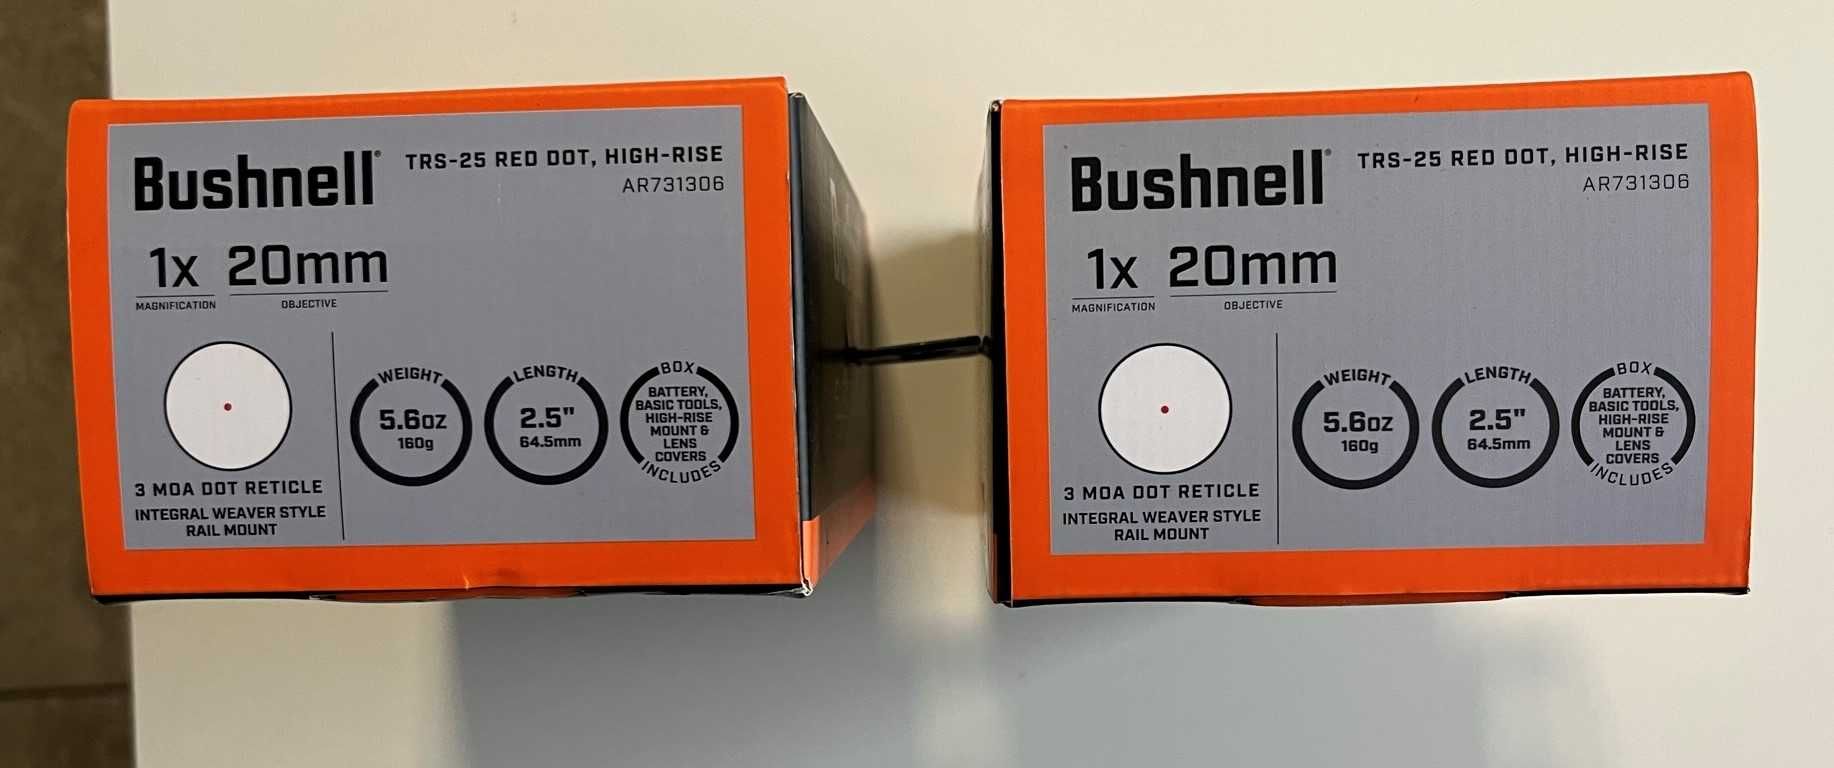 Bushnell®
TRS-25 RED DOT, HIGH-RISE
AR731306
1x
MAGNIFICATION
20mm
OBJECTIVE
3 MOA DOT RETICLE
INTEGRAL WEAVER STYLE
RAIL MOUNT
WEIGHT
5.6oz
160g
LENGTH
2.5"
64.5mm
BOX
BATTERY,
BASIC TOOLS,
HIGH-RISE
MOUNT &
LENS
COVERS
INCLUDES
Bushnell®
TRS-25 RED DOT, HIGH-RISE
AR731306
1x
MAGNIFICATION
20mm
OBJECTIVE
3 MOA DOT RETICLE
INTEGRAL WEAVER STYLE
RAIL MOUNT
WEIGHT
5.6oz
160g
LENGTH
2.5"
64.5mm
BOX
BATTERY,
BASIC TOOLS,
HIGH-RISE
MOUNT &
LENS
COVERS
INCLUDES